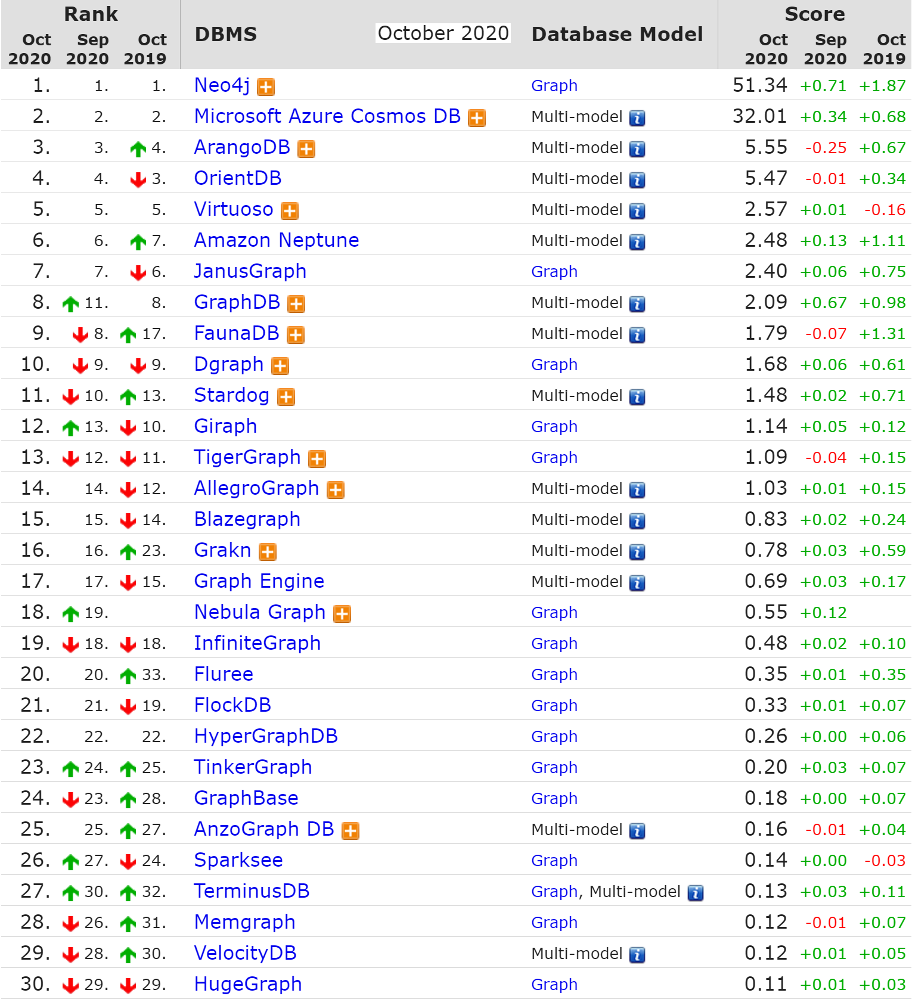 Rank Score
Oct Sep Oct DBMS October 2020 Database Model Oct Sep Oct
2020 2020 2019 2020 2020 2019
1. 1. 1. Neo4j Graph 51.34 +0.71 +1.87
2. 2. 2. Microsoft Azure Cosmos DB Multi-model 32.01 +0.34 +0.68
3. 3. 4. ArangoDB Multi-model 5.55 -0.25 +0.67
4. 4. 3. OrientDB Multi-model 5.47 -0.01 +0.34
5. 5. 5. Virtuoso Multi-model 2.57 +0.01 -0.16
6. 6. 7. Amazon Neptune Multi-model 2.48 +0.13 +1.11
7. 7. 6. JanusGraph Graph 2.40 +0.06 +0.75
8. 11. 8. GraphDB Multi-model 2.09 +0.67 +0.98
9. 8. 17. FaunaDB Multi-model 1.79 -0.07 +1.31
10. 9. 9. Dgraph Graph 1.68 +0.06 +0.61
11. 10. 13. Stardog Multi-model 1.48 +0.02 +0.71
12. 13. 10. Giraph Graph 1.14 +0.05 +0.12
13. 12. 11. TigerGraph Graph 1.09 -0.04 +0.15
14. 14. 12. AllegroGraph Multi-model 1.03 +0.01 +0.15
15. 15. 14. Blazegraph Multi-model 0.83 +0.02 +0.24
16. 16. 23. Grakn Multi-model 0.78 +0.03 +0.59
17. 17. 15. Graph Engine Multi-model 0.69 +0.03 +0.17
18. 19. Nebula Graph Graph 0.55 +0.12
19. 18. 18. InfiniteGraph Graph 0.48 +0.02 +0.10
20. 20. 33. Fluree Graph 0.35 +0.01 +0.35
21. 21. 19. FlockDB Graph 0.33 +0.01 +0.07
22. 22. 22. HyperGraphDB Graph 0.26 +0.00 +0.06
23. 24. 25. TinkerGraph Graph 0.20 +0.03 +0.07
24. 23. 28. GraphBase Graph 0.18 +0.00 +0.07
25. 25. 27. AnzoGraph DB Multi-model 0.16 -0.01 +0.04
26. 27. 24. Sparksee Graph 0.14 +0.00 -0.03
27. 30. 32. TerminusDB Graph, Multi-model 0.13 +0.03 +0.11
28. 26. 31. Memgraph Graph 0.12 -0.01 +0.07
29. 28. 30. VelocityDB Multi-model 0.12 +0.01 +0.05
30. 29. 29. HugeGraph Graph 0.11 +0.01 +0.03